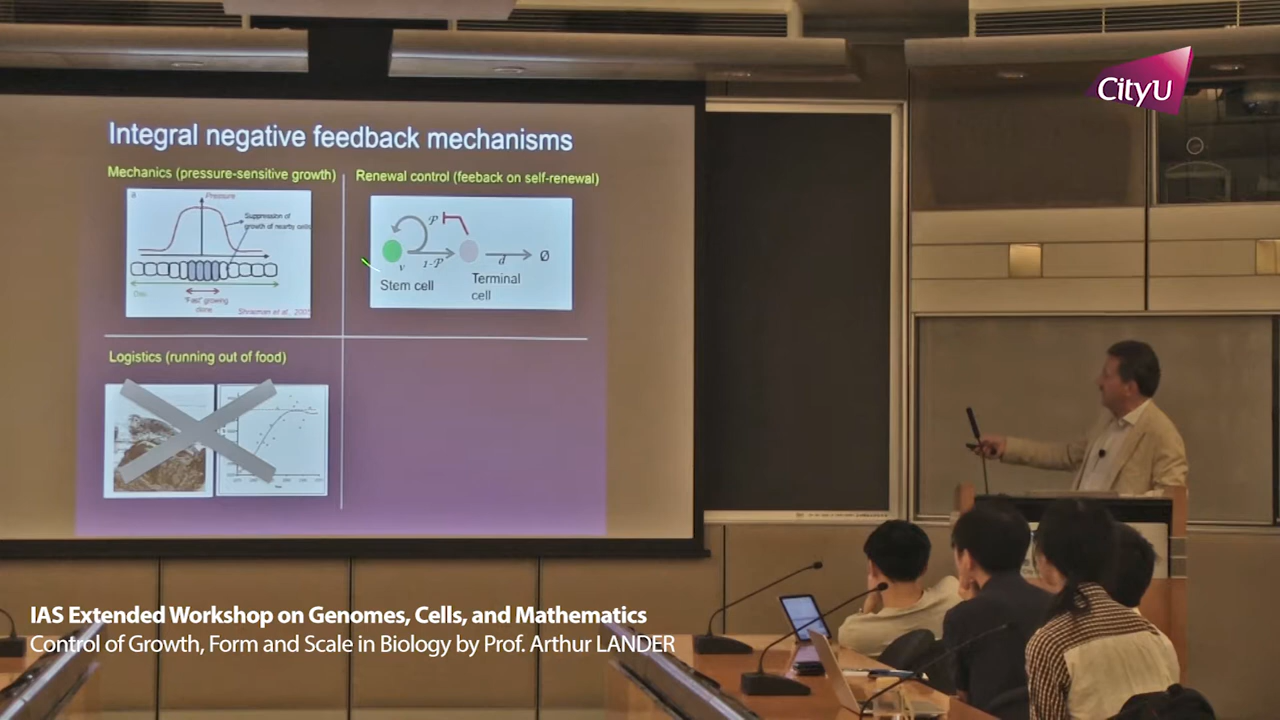 CityU
Integral negative feedback mechanisms
Mechanics (pressure-sensitive growth)
Renewal control (feeback on self-renewal)
a
Pressure
Suppression of
growth of nearby cells
"Fast" growing
clone
Shraiman et al., 2005
P
v
1-P
d
Ø
Stem cell
Terminal
cell
Logistics (running out of food)
IAS Extended Workshop on Genomes, Cells, and Mathematics
Control of Growth, Form and Scale in Biology by Prof. Arthur LANDER